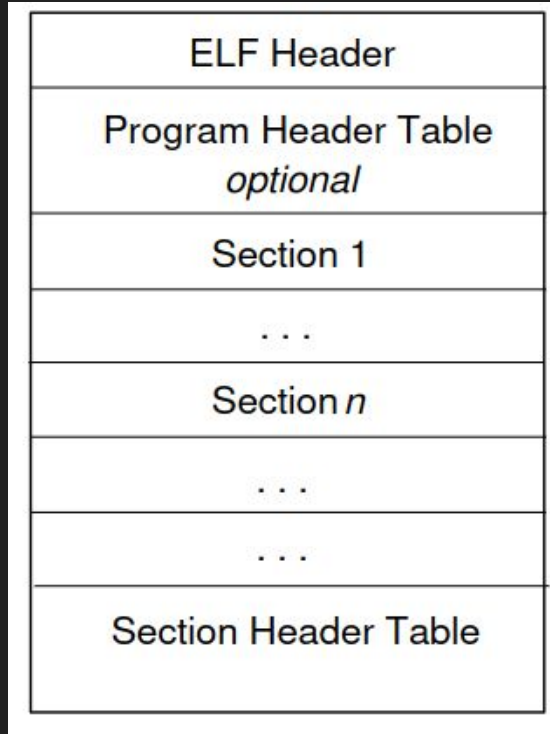 ELF Header
Program Header Table
optional
Section 1
. . .
Section n
. . .
. . .
Section Header Table